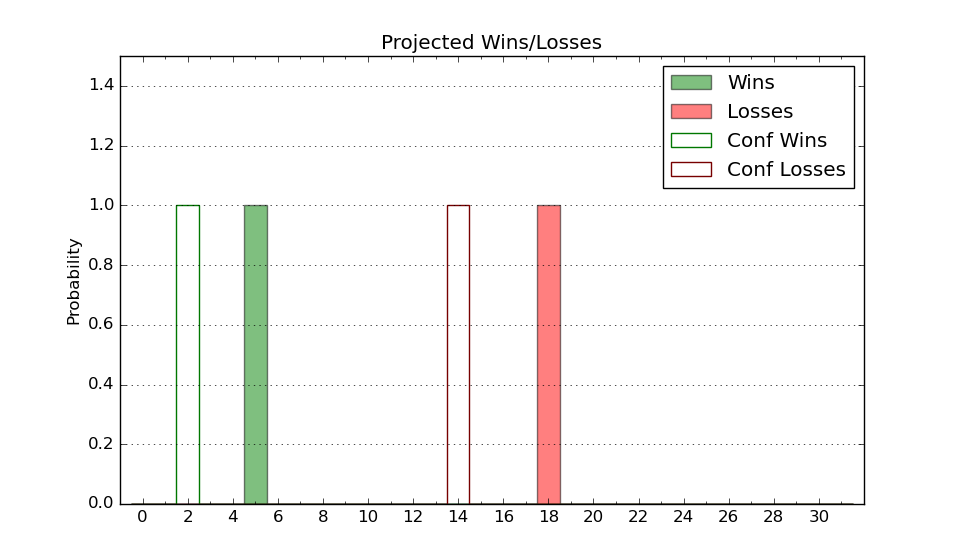 Projected Wins/Losses
1.4
1.2
1.0
0.8
0.6
0.4
0.2
0.0
Probability
Wins
Losses
Conf Wins
Conf Losses
0 2 4 6 8 10 12 14 16 18 20 22 24 26 28 30